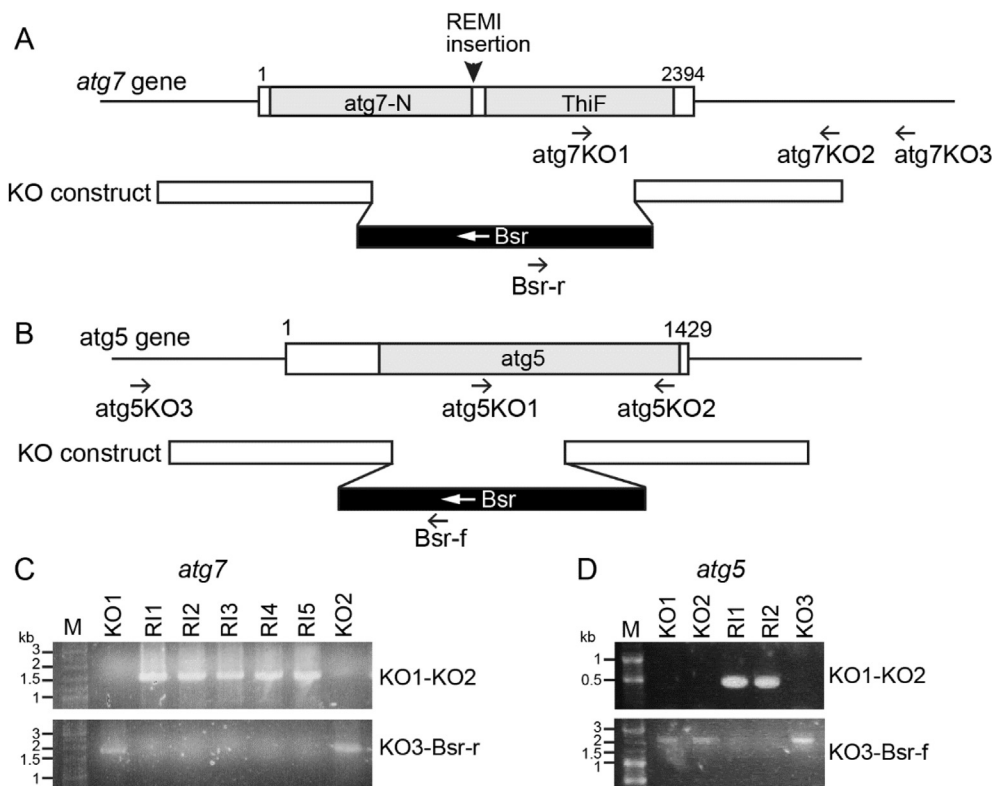 A
REMI
insertion
atg7 gene
1
2394
atg7-N
ThiF
atg7KO1
atg7KO2
atg7KO3
KO construct
Bsr
Bsr-r
B
atg5 gene
1
1429
atg5
atg5KO3
atg5KO1
atg5KO2
KO construct
Bsr
Bsr-f
C
atg7
kb
M
KO1
RI1
RI2
RI3
RI4
RI5
KO2
3
2
1.5
1
KO1-KO2
3
2
1.5
1
KO3-Bsr-r
D
atg5
kb
M
KO1
KO2
RI1
RI2
KO3
1
0.5
KO1-KO2
3
2
1.5
1
KO3-Bsr-f